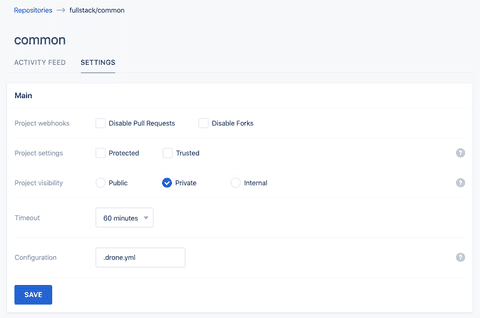 Repositories → fullstack/common
common
ACTIVITY FEED SETTINGS
Main
Project webhooks Disable Pull Requests Disable Forks
Project settings Protected Trusted ?
Project visibility Public Private Internal ?
Timeout 60 minutes
Configuration .drone.yml ?
SAVE